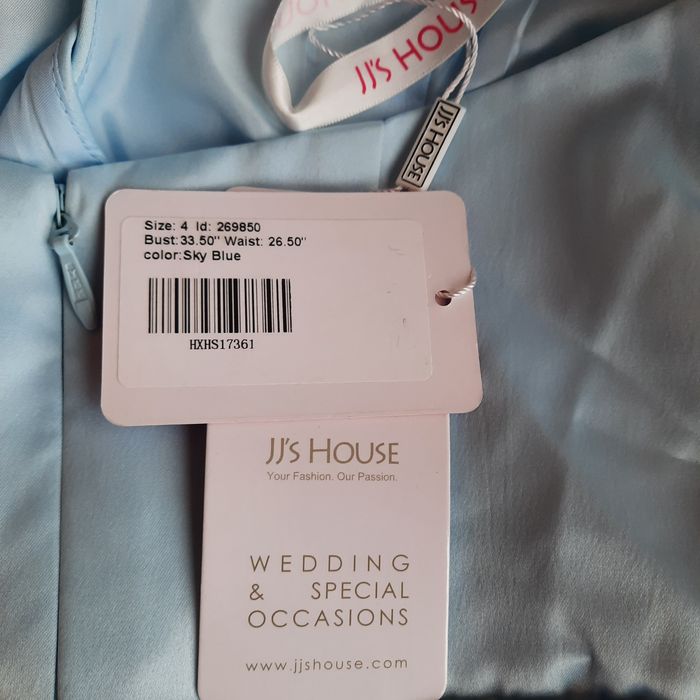 JJ'S HOUS
JJ'S HOUSE
Size: 4 Id: 269850
Bust:33.50'' Waist: 26.50''
color:Sky Blue
HXHS17361
JJ'S HOUSE
Your Fashion. Our Passion.
WEDDING
& SPECIAL
OCCASIONS
www.jjshouse.com